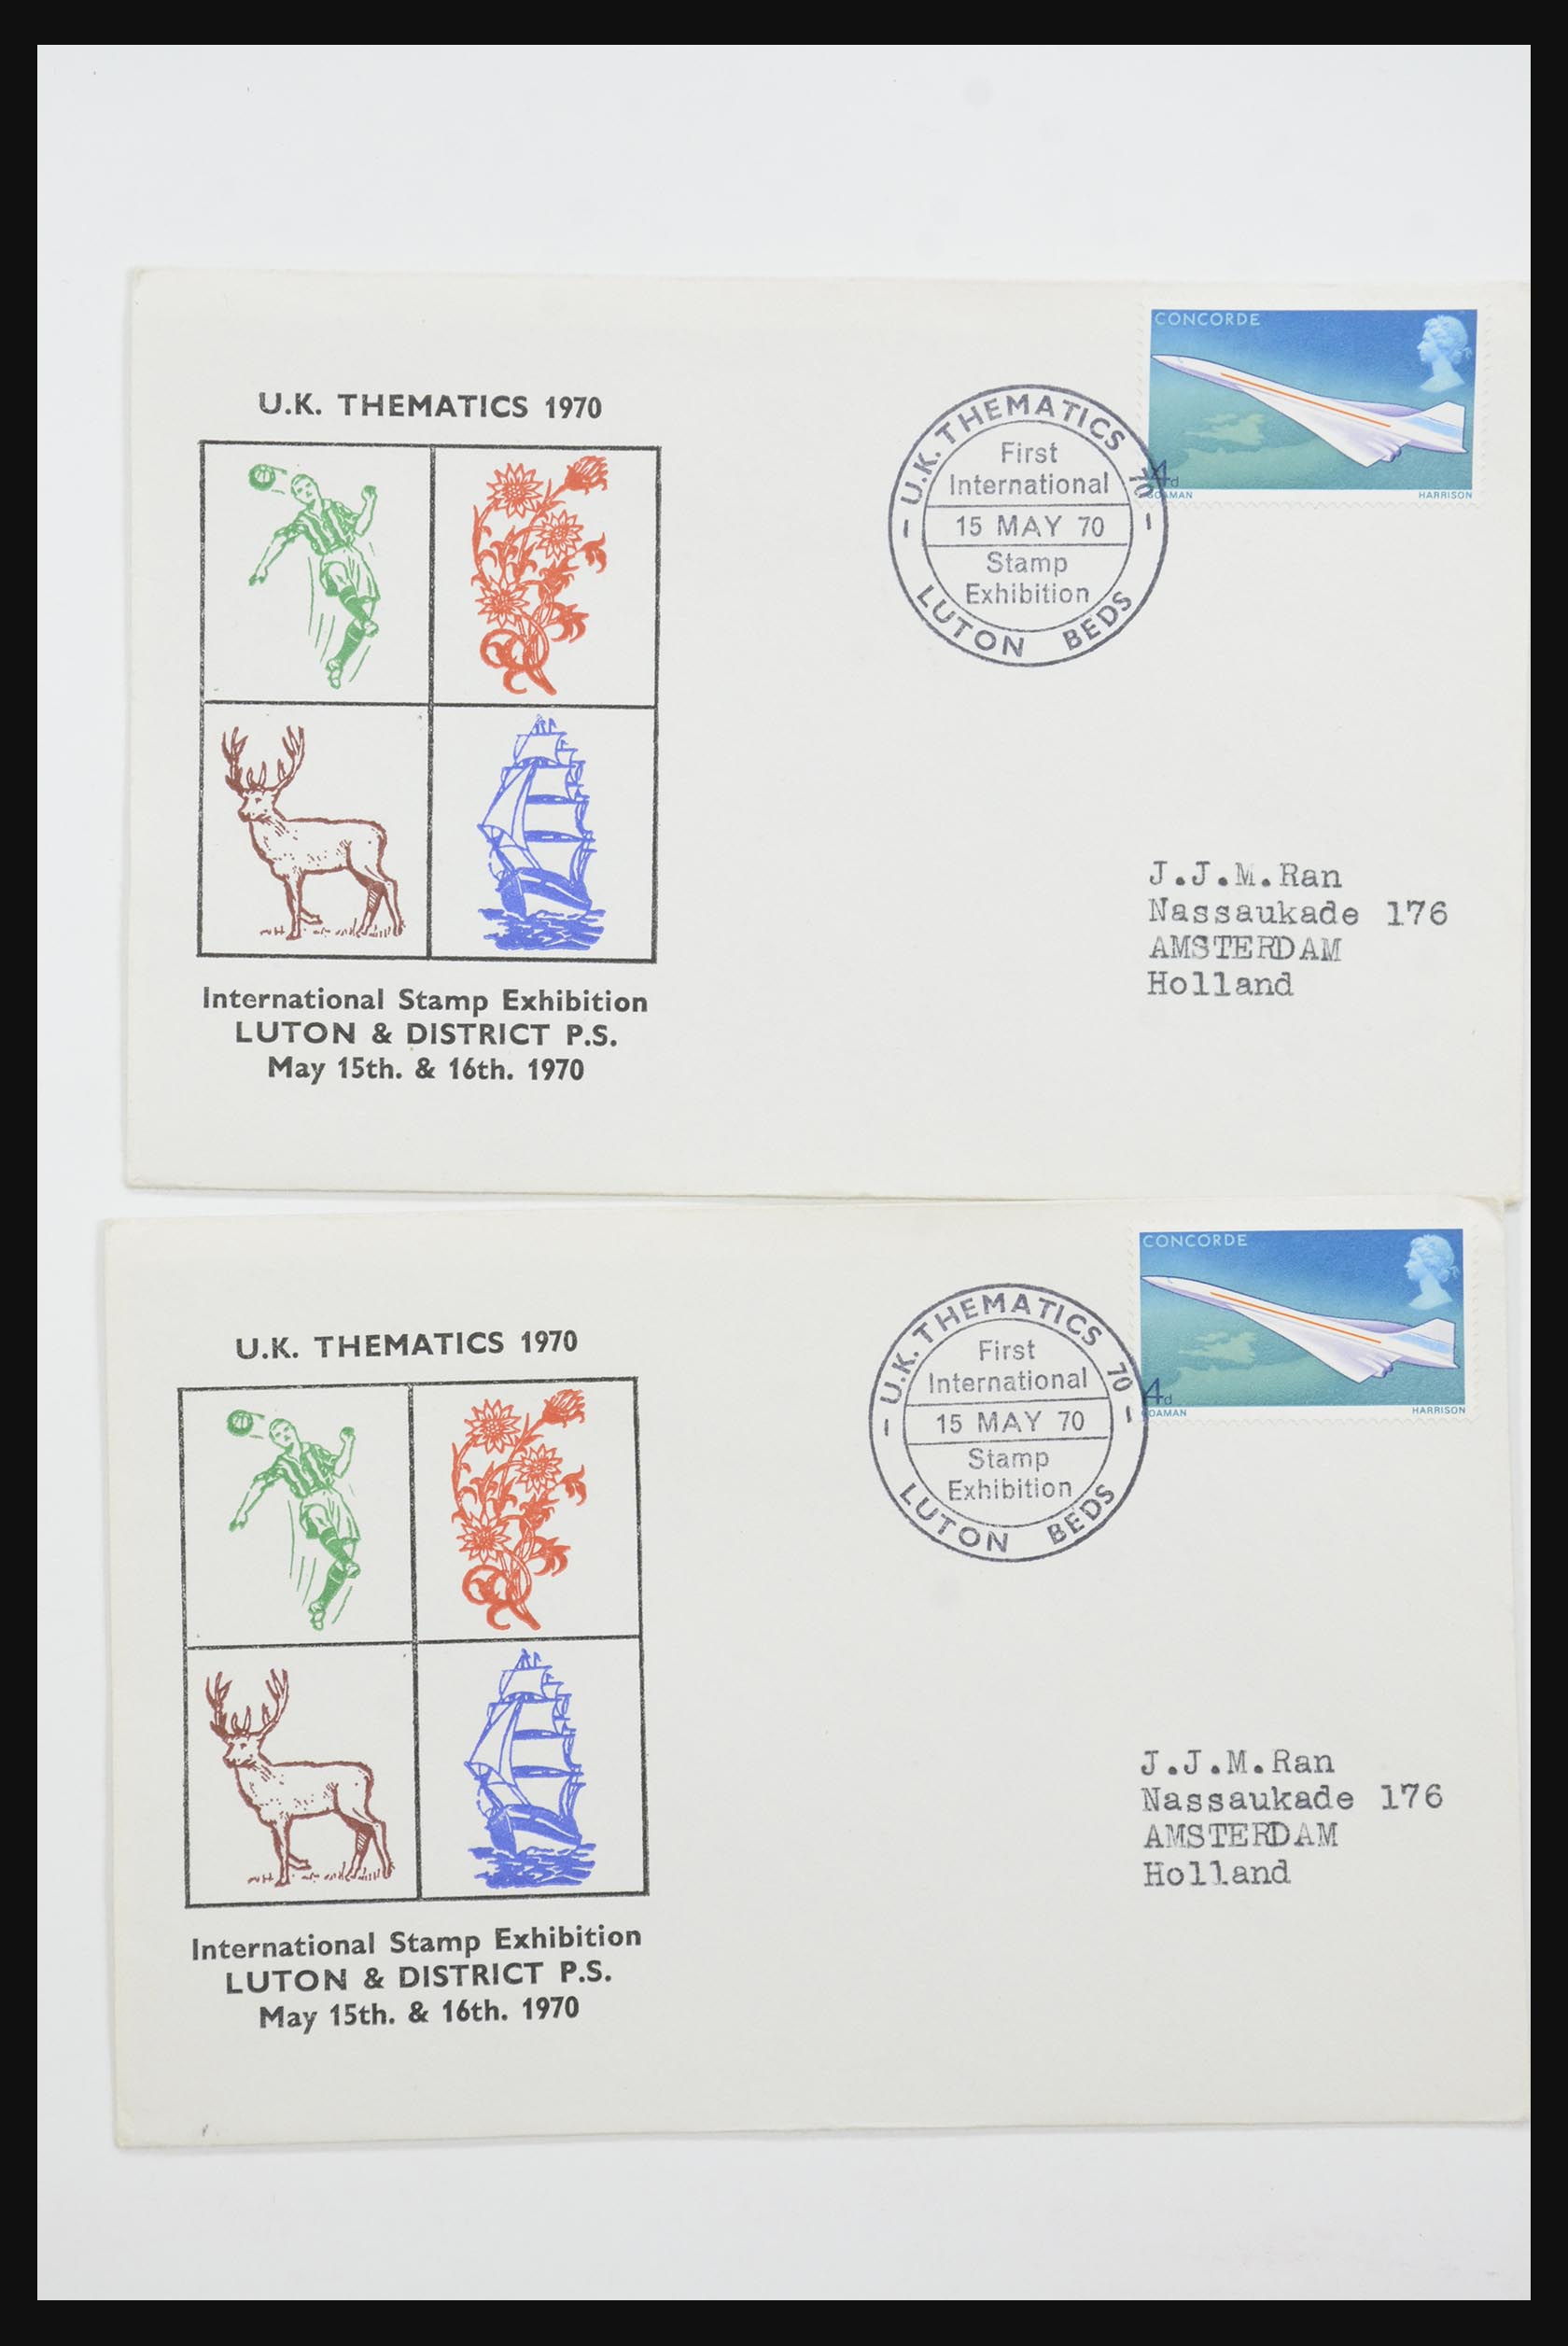 CONCORDE
4d
GOAMAN
HARRISON
U.K. THEMATICS 1970
– U.K. THEMATICS 70 –
First
International
15 MAY 70
Stamp
Exhibition
LUTON BEDS
J.J.M.Ran
Nassaukade 176
AMSTERDAM
Holland
International Stamp Exhibition
LUTON & DISTRICT P.S.
May 15th. & 16th. 1970
CONCORDE
4d
GOAMAN
HARRISON
U.K. THEMATICS 1970
– U.K. THEMATICS 70 –
First
International
15 MAY 70
Stamp
Exhibition
LUTON BEDS
J.J.M.Ran
Nassaukade 176
AMSTERDAM
Holland
International Stamp Exhibition
LUTON & DISTRICT P.S.
May 15th. & 16th. 1970